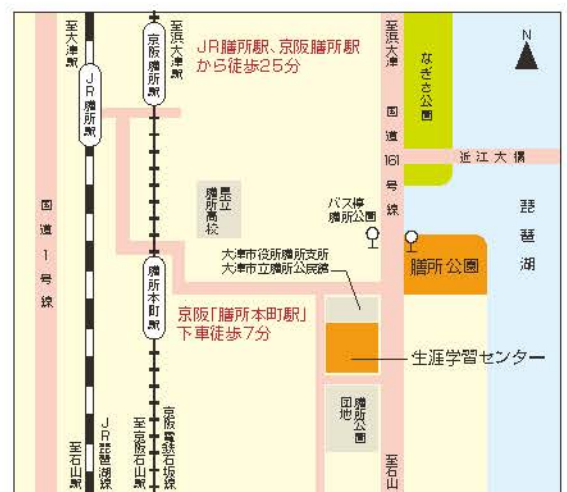 至大津駅
京阪膳所駅
至浜大津駅
JR膳所駅、京阪膳所駅
から徒歩25分
至浜大津
なぎさ公園
N
JR膳所駅
国道161号線
近江大橋
国道1号線
県立
膳所高校
バス停
膳所公園
琵琶湖
大津市役所膳所支所
大津市立膳所公民館
膳所公園
膳所本町駅
京阪「膳所本町駅」
下車徒歩7分
生涯学習センター
膳所公園
団地
至石山駅
JR琵琶湖線
至京阪石山駅
京阪電鉄石坂線
至石山